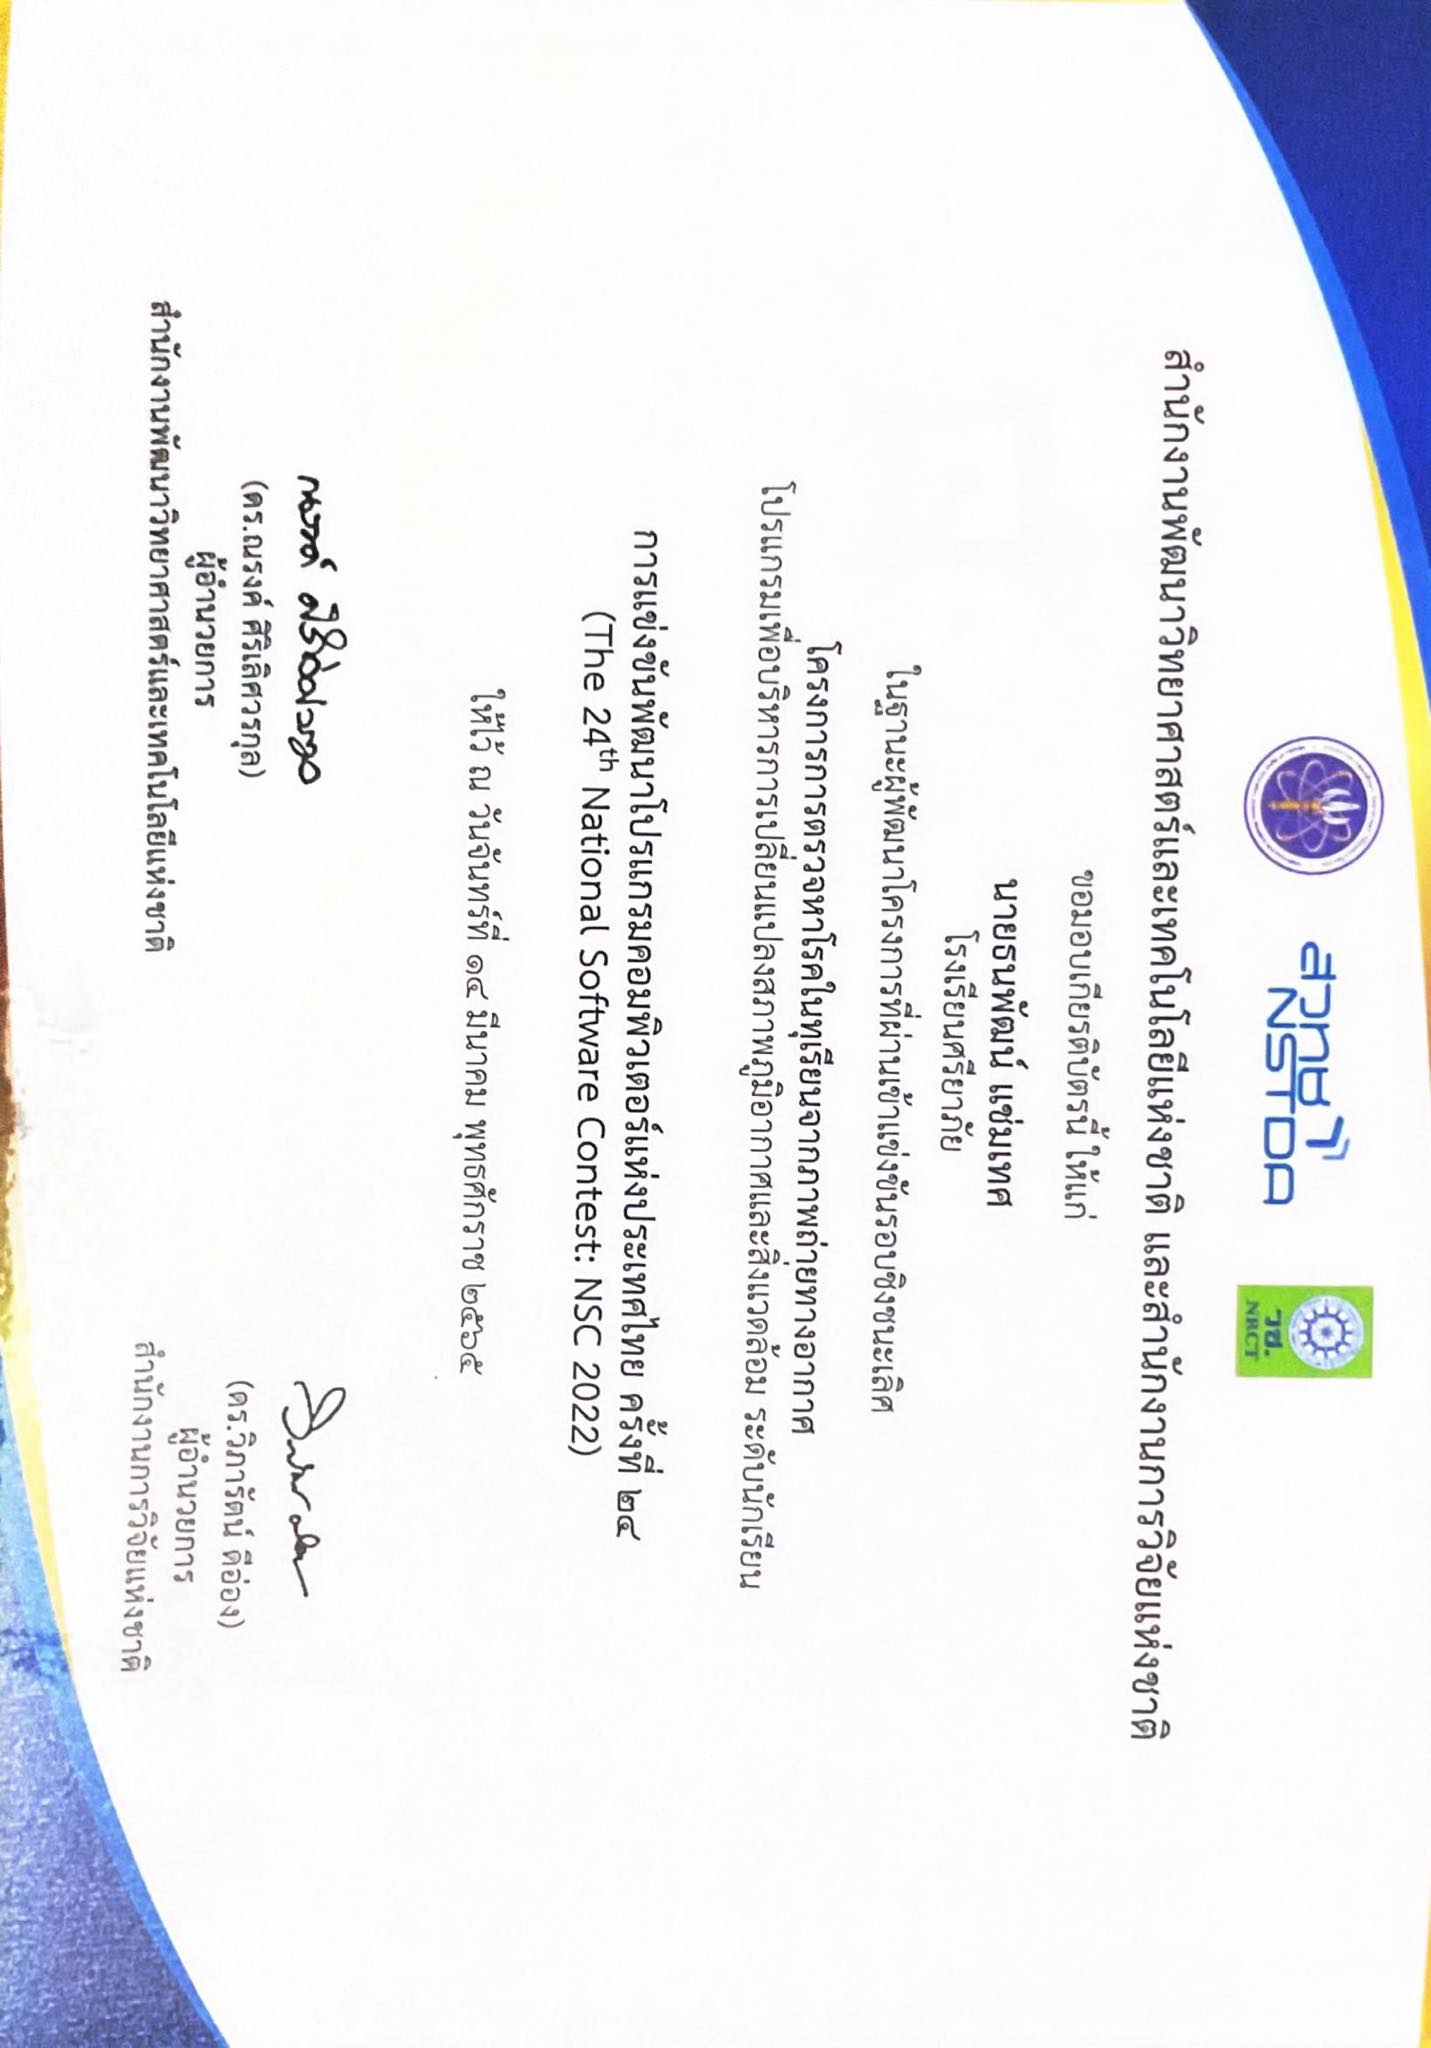 สวทช
NSTDA
วช.
NRCT
สำนักงานพัฒนาวิทยาศาสตร์และเทคโนโลยีแห่งชาติ และสำนักงานการวิจัยแห่งชาติ
ขอมอบเกียรติบัตรนี้ ให้แก่
นายธนพัฒน์ แช่มเทศ
โรงเรียนศรียาภัย
ในฐานะผู้พัฒนาโครงการที่ผ่านเข้าแข่งขันรอบชิงชนะเลิศ
โครงการการตรวจหาโรคในทุเรียนจากภาพถ่ายทางอากาศ
โปรแกรมเพื่อบริหารการเปลี่ยนแปลงสภาพภูมิอากาศและสิ่งแวดล้อม ระดับนักเรียน
การแข่งขันพัฒนาโปรแกรมคอมพิวเตอร์แห่งประเทศไทย ครั้งที่ ๒๔
(The 24th National Software Contest: NSC 2022)
ให้ไว้ ณ วันจันทร์ที่ ๑๔ มีนาคม พุทธศักราช ๒๕๖๕
(ดร.ณรงค์ ศิริเลิศวรกุล)
ผู้อำนวยการ
สำนักงานพัฒนาวิทยาศาสตร์และเทคโนโลยีแห่งชาติ
(ดร.วิภารัตน์ ดีอ่อง)
ผู้อำนวยการ
สำนักงานการวิจัยแห่งชาติ